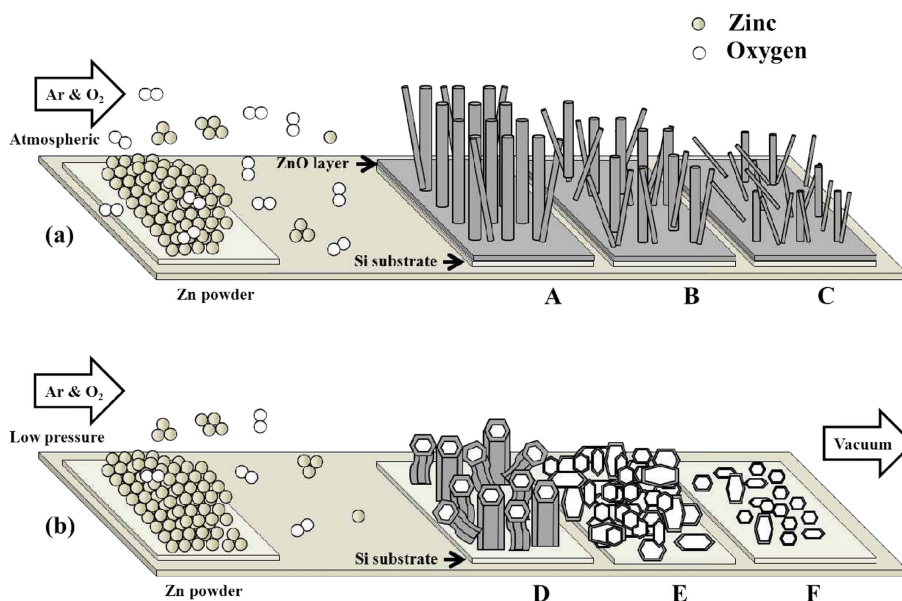 Zinc
Oxygen
Ar & O₂
Atmospheric
ZnO layer
(a)
Si substrate
Zn powder
A
B
C
Ar & O₂
Low pressure
Vacuum
(b)
Si substrate
Zn powder
D
E
F